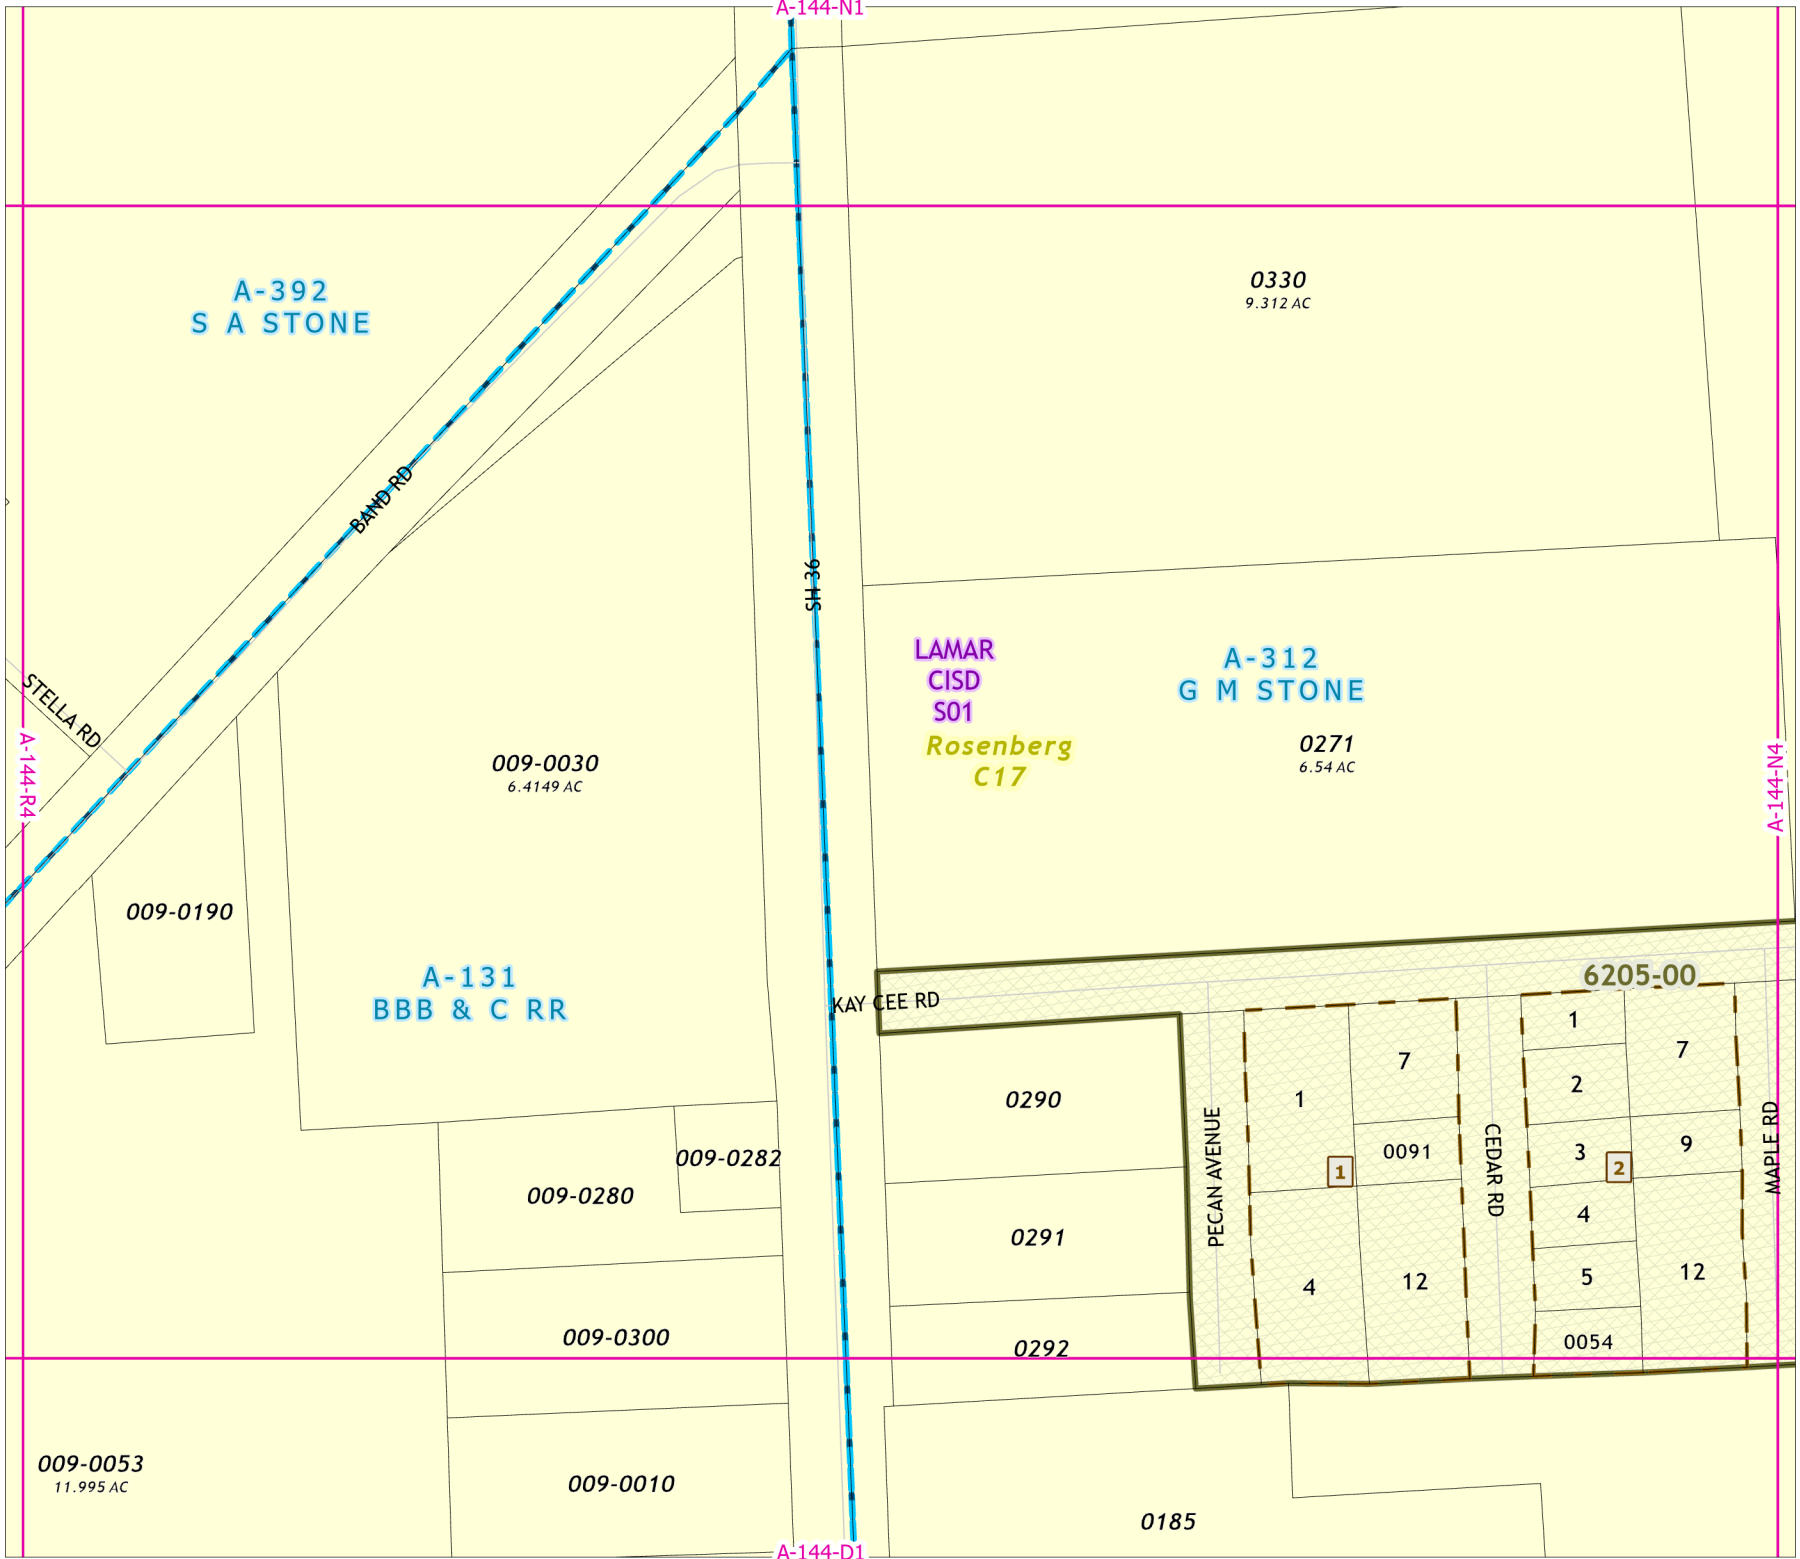 A-144-N1
A-392
S A STONE
0330
9.312 AC
BAND RD
SH 36
STELLA RD
A-144-R4
LAMAR
CISD
S01
Rosenberg
C17
A-312
G M STONE
0271
6.54 AC
A-144-N4
009-0030
6.4149 AC
009-0190
A-131
BBB & C RR
KAY CEE RD
6205-00
1
7
1
7
2
0290
PECAN AVENUE
0091
CEDAR RD
3
9
MAPLE RD
1
2
009-0282
009-0280
4
0291
4
12
5
12
009-0300
0292
0054
009-0053
11.995 AC
009-0010
0185
A-144-D1